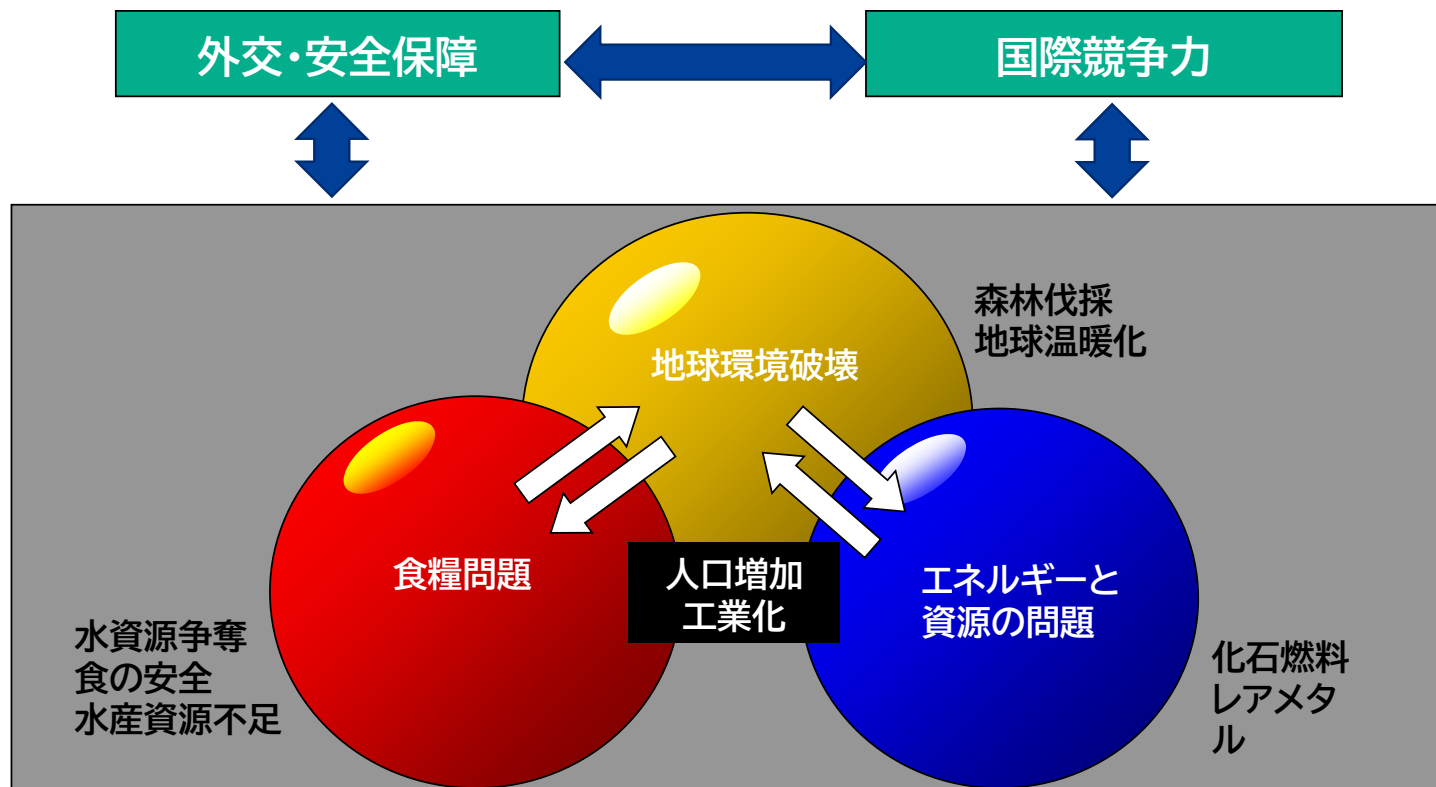 外交・安全保障
国際競争力
森林伐採
地球温暖化
地球環境破壊
食糧問題
人口増加
工業化
エネルギーと
資源の問題
水資源争奪
食の安全
水産資源不足
化石燃料
レアメタ
ル